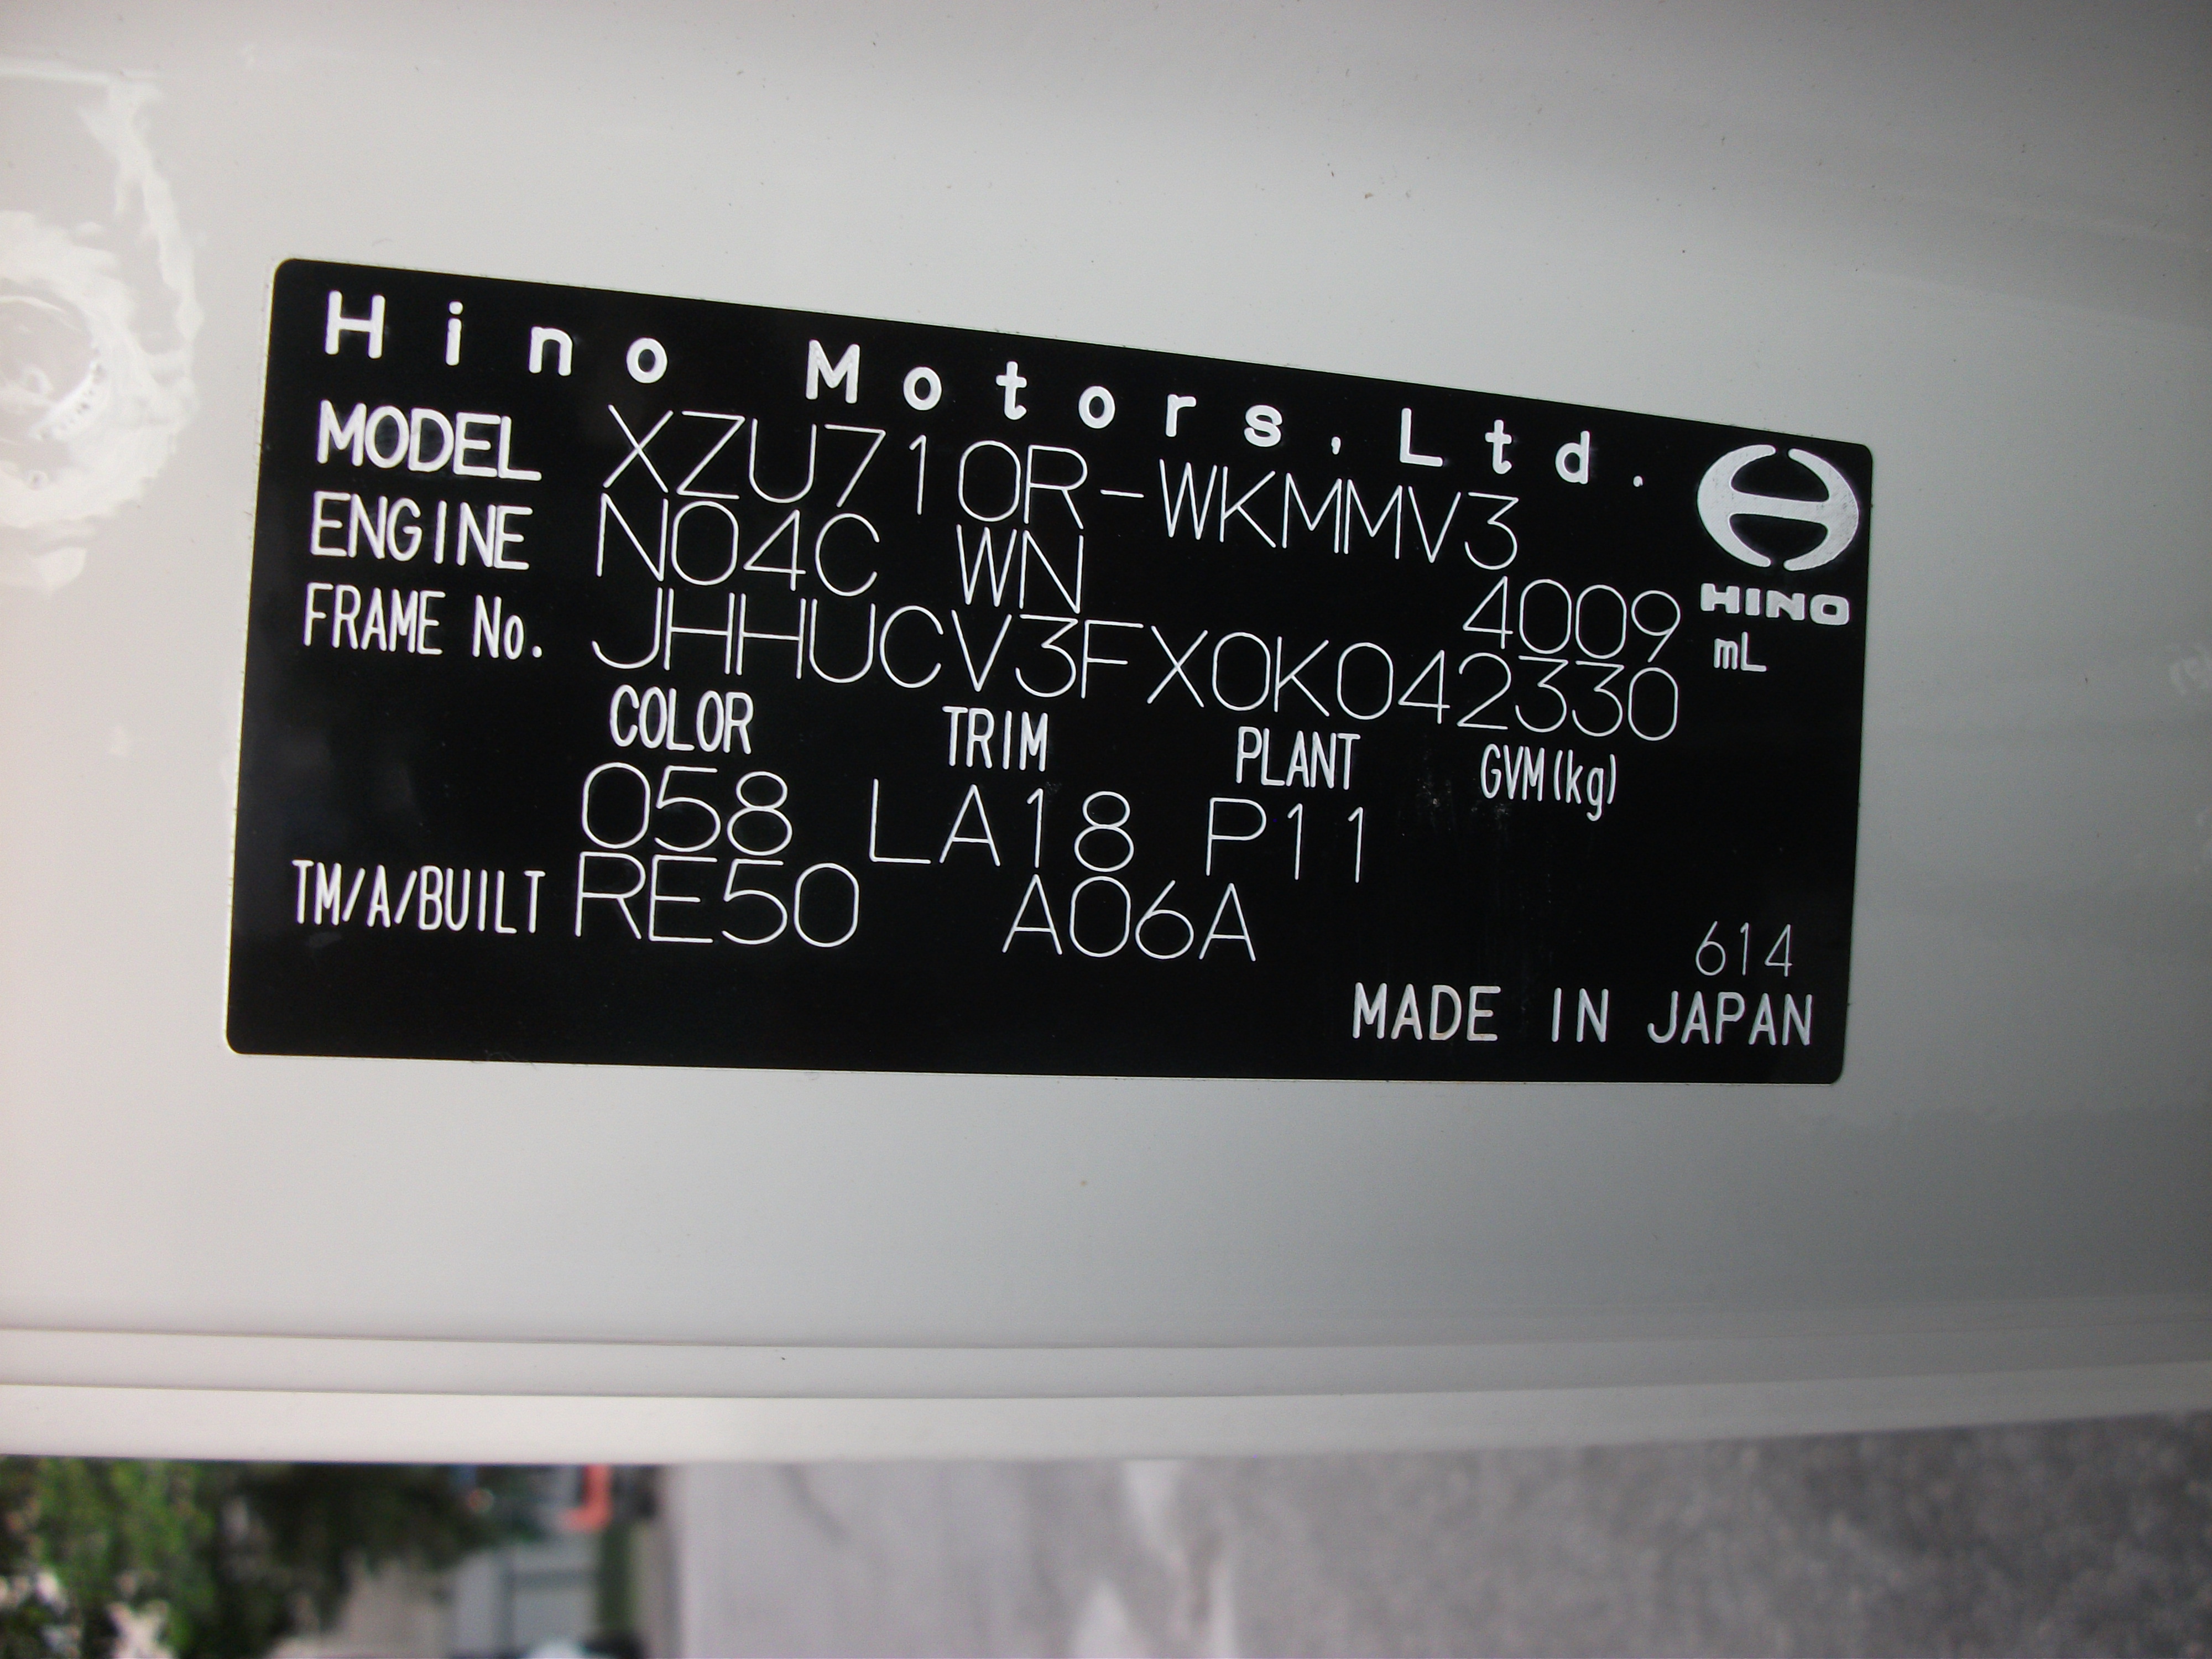 Hino Motors, Ltd.
MODEL XZU710R-WKMMV3
HINO
ENGINE N04C WN 4009 mL
FRAME No. JHHUCV3FX0K042330
COLOR TRIM PLANT GVM(kg)
058 LA18 P11
TM/A/BUILT RE50 A06A
614
MADE IN JAPAN